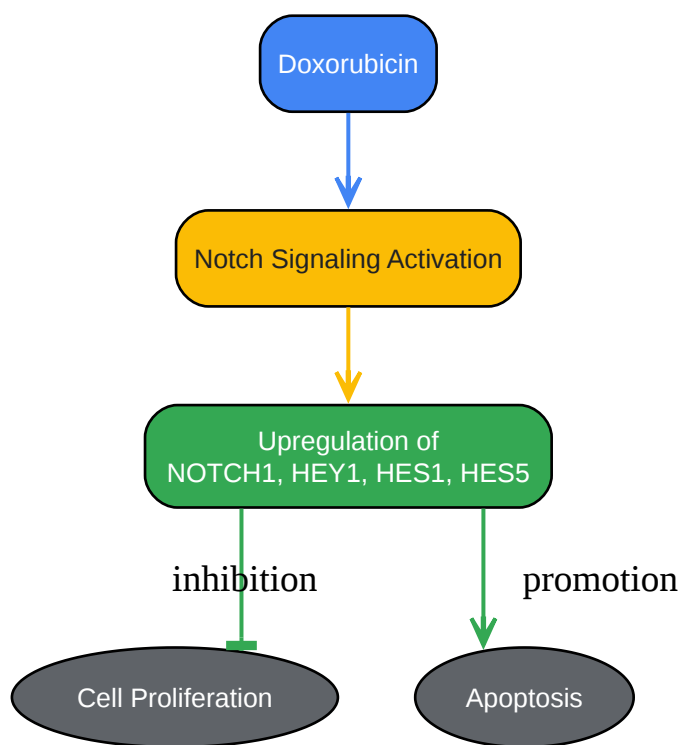 Doxorubicin
Notch Signaling Activation
Upregulation of
NOTCH1, HEY1, HES1, HES5
inhibition
promotion
Cell Proliferation
Apoptosis